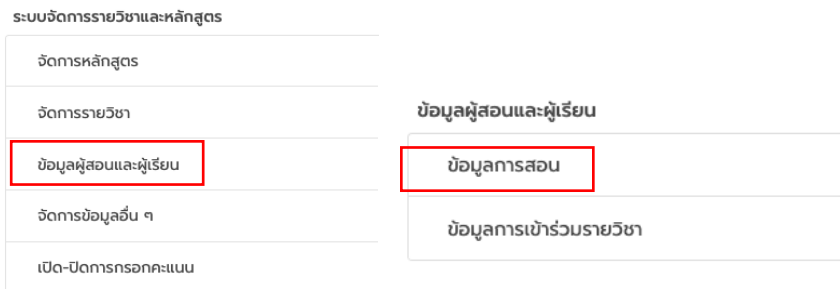 ระบบจัดการรายวิชาและหลักสูตร
จัดการหลักสูตร
จัดการรายวิชา
ข้อมูลผู้สอนและผู้เรียน
จัดการข้อมูลอื่น ๆ
เปิด-ปิดการกรอกคะแนน
ข้อมูลผู้สอนและผู้เรียน
ข้อมูลการสอน
ข้อมูลการเข้าร่วมรายวิชา